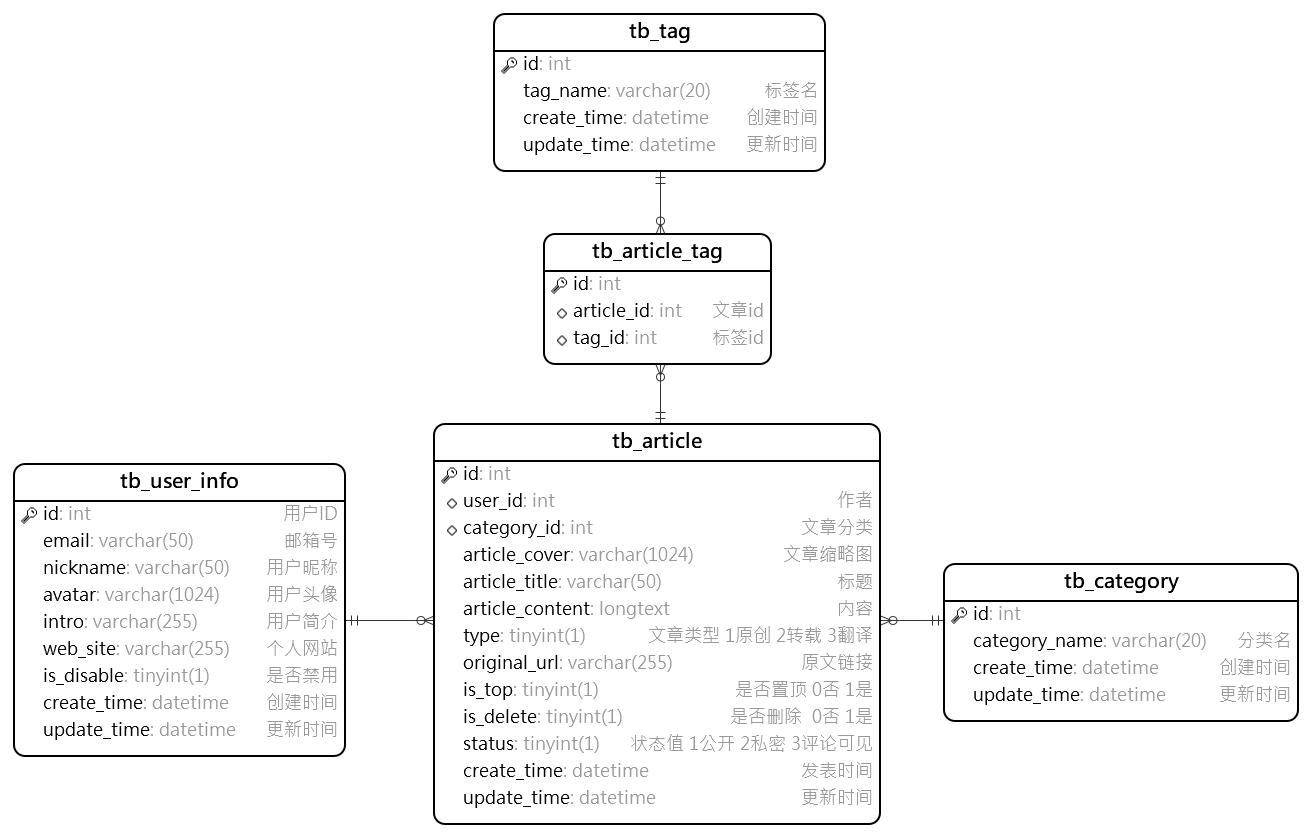 tb_tag
id: int
tag_name: varchar(20) 标签名
create_time: datetime 创建时间
update_time: datetime 更新时间
tb_article_tag
id: int
article_id: int 文章id
tag_id: int 标签id
tb_article
id: int
user_id: int 作者
category_id: int 文章分类
article_cover: varchar(1024) 文章缩略图
article_title: varchar(50) 标题
article_content: longtext 内容
type: tinyint(1) 文章类型 1原创 2转载 3翻译
original_url: varchar(255) 原文链接
is_top: tinyint(1) 是否置顶 0否 1是
is_delete: tinyint(1) 是否删除  0否 1是
status: tinyint(1) 状态值 1公开 2私密 3评论可见
create_time: datetime 发表时间
update_time: datetime 更新时间
tb_user_info
id: int 用户ID
email: varchar(50) 邮箱号
nickname: varchar(50) 用户昵称
avatar: varchar(1024) 用户头像
intro: varchar(255) 用户简介
web_site: varchar(255) 个人网站
is_disable: tinyint(1) 是否禁用
create_time: datetime 创建时间
update_time: datetime 更新时间
tb_category
id: int
category_name: varchar(20) 分类名
create_time: datetime 创建时间
update_time: datetime 更新时间